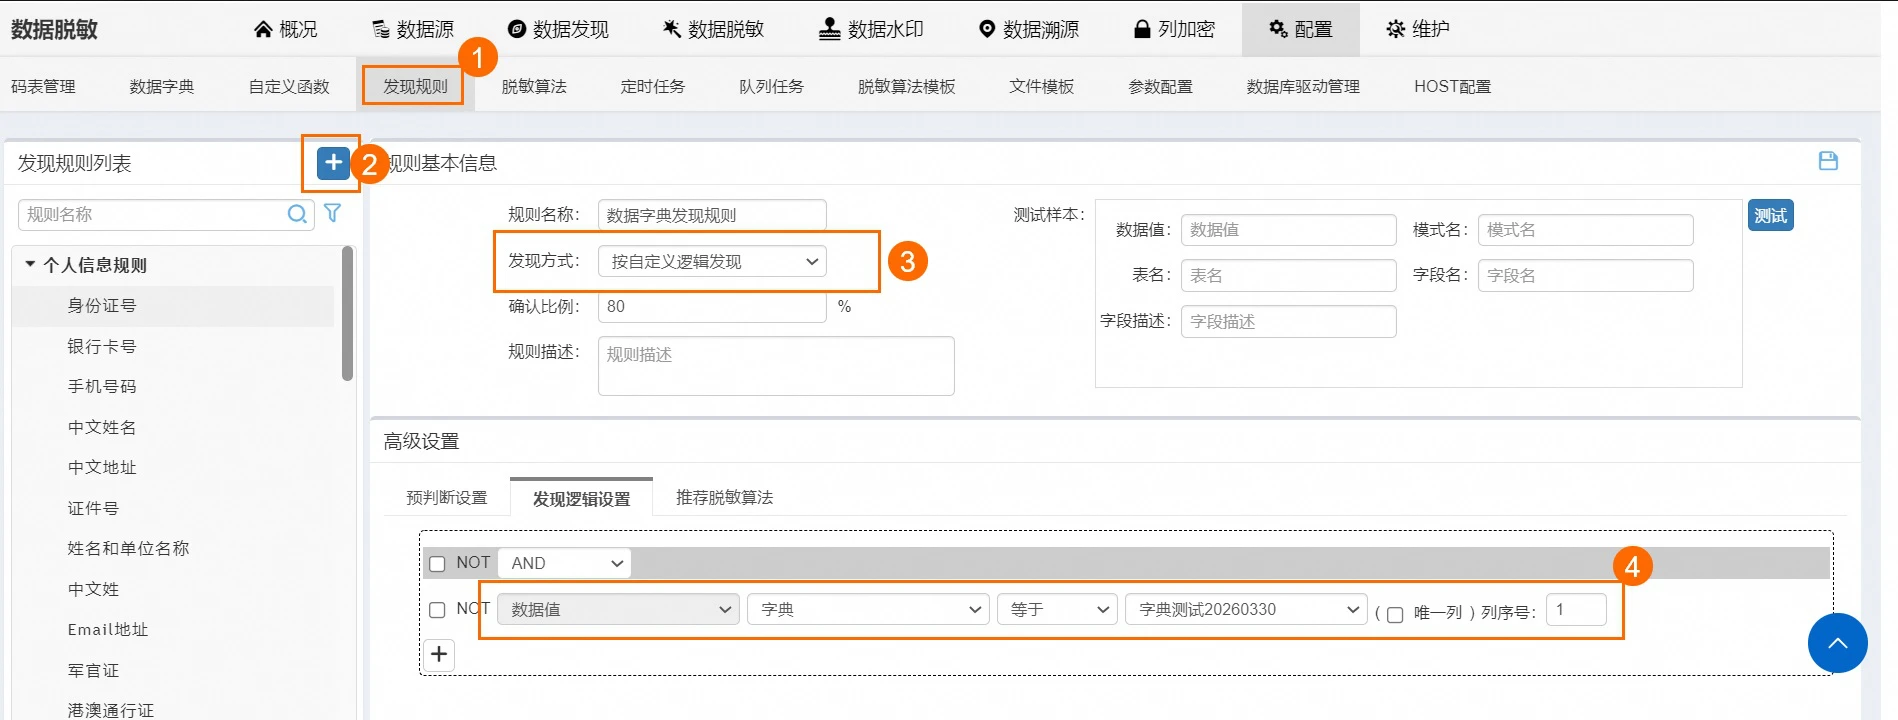 数据脱敏 概况 数据源 数据发现 数据脱敏 数据水印 数据溯源 列加密 配置 维护
1
码表管理 数据字典 自定义函数 发现规则 脱敏算法 定时任务 队列任务 脱敏算法模板 文件模板 参数配置 数据库驱动管理 HOST配置
发现规则列表 + 2
规则名称
个人信息规则
身份证号
银行卡号
手机号码
中文姓名
中文地址
证件号
姓名和单位名称
中文姓
Email地址
军官证
港澳通行证
规则基本信息
规则名称: 数据字典发现规则
发现方式: 按自定义逻辑发现 3
确认比例: 80 %
规则描述: 规则描述
测试样本: 测试
数据值: 数据值 模式名: 模式名
表名: 表名 字段名: 字段名
字段描述: 字段描述
高级设置
预判断设置 发现逻辑设置 推荐脱敏算法
NOT AND 4
NOT 数据值 字典 等于 字典测试20260330 ( 唯一列 ) 列序号: 1
+